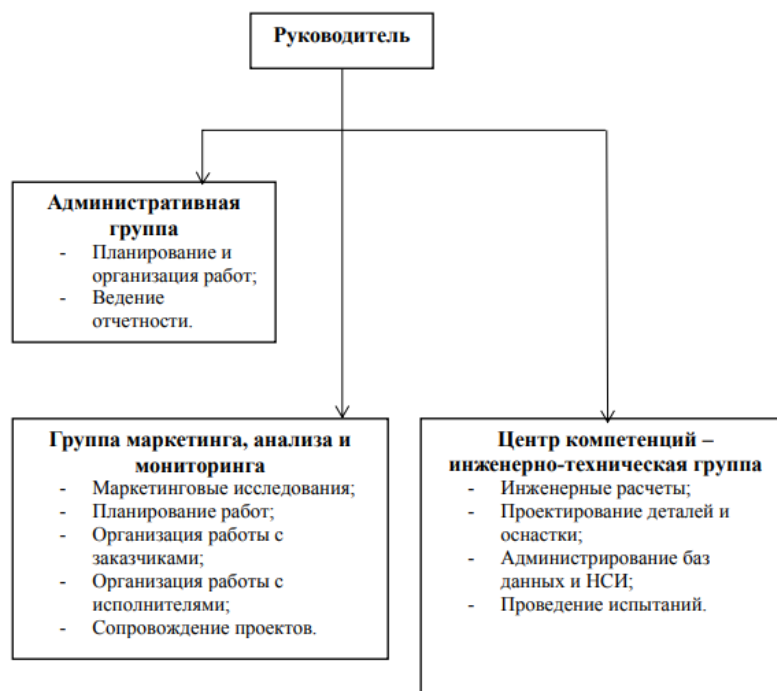 Руководитель
Административная
группа
- Планирование и
организация работ;
- Ведение
отчетности.
Группа маркетинга, анализа и
мониторинга
- Маркетинговые исследования;
- Планирование работ;
- Организация работы с
заказчиками;
- Организация работы с
исполнителями;
- Сопровождение проектов.
Центр компетенций –
инженерно-техническая группа
- Инженерные расчеты;
- Проектирование деталей и
оснастки;
- Администрирование баз
данных и НСИ;
- Проведение испытаний.